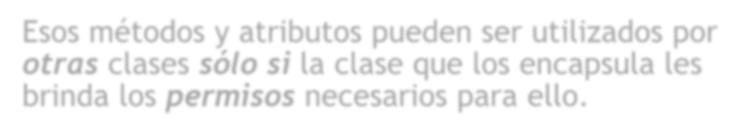 Esos métodos y atributos pueden ser utilizados por
otras clases sólo si la clase que los encapsula les
brinda los permisos necesarios para ello.